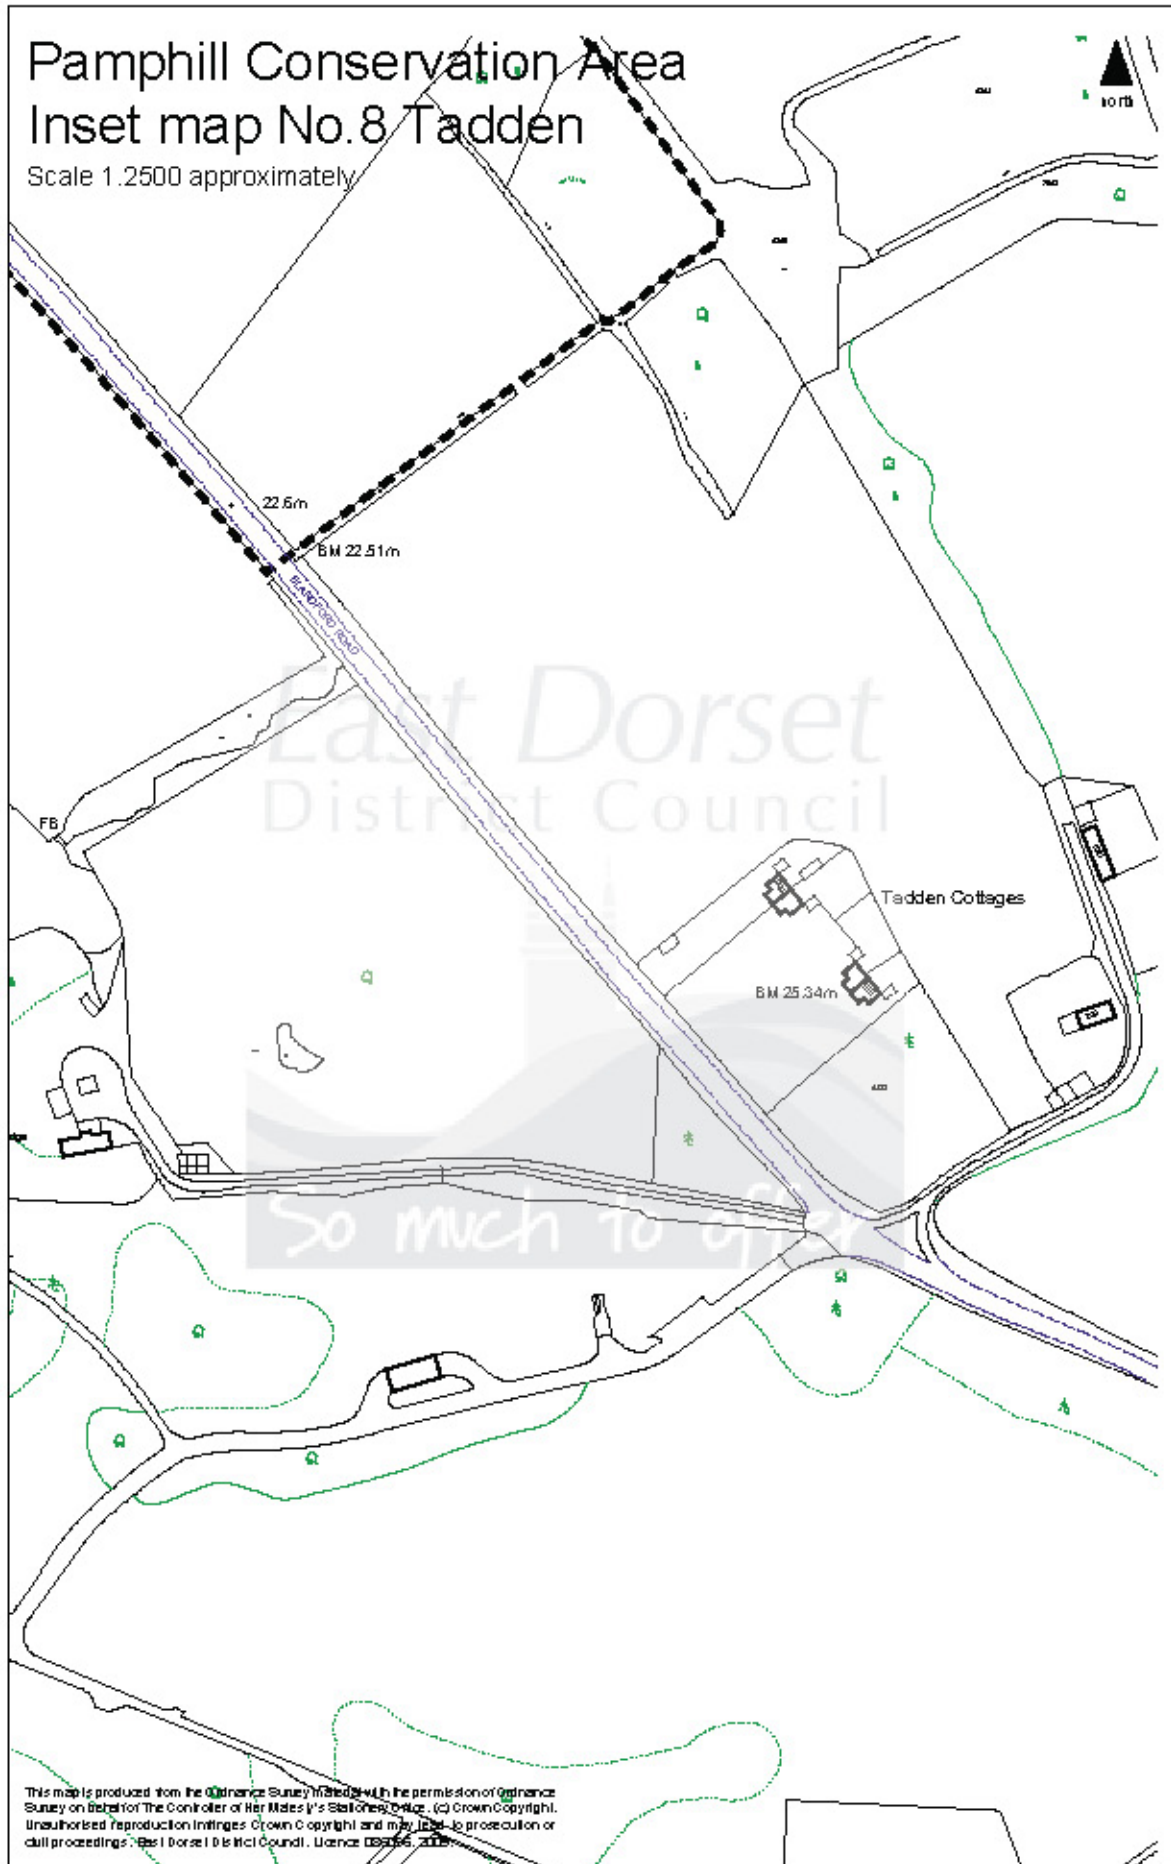 Pamphill Conservation Area
Inset map No.8 Tadden
Scale 1.2500 approximately
north
22.6m
BM 22.51m
BLANDFORD ROAD
East Dorset
District Council
FB
Tadden Cottages
BM 25.34m
So much to offer
This map is produced from the Ordnance Survey material with the permission of Ordnance
Survey on behalf of The Controller of Her Majesty's Stationery Office. (c) Crown Copyright.
Unauthorised reproduction infringes Crown Copyright and may lead to prosecution or
civil proceedings. East Dorset District Council. Licence